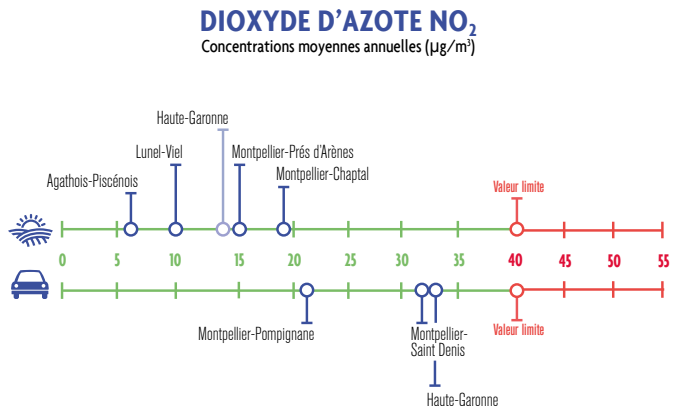 DIOXYDE D'AZOTE NO₂
Concentrations moyennes annuelles (µg/m³)
Haute-Garonne
Lunel-Viel
Montpellier-Prés d'Arènes
Agathois-Piscénois
Montpellier-Chaptal
Valeur limite
0 5 10 15 20 25 30 35 40 45 50 55
Montpellier-Pompignane
Montpellier-
Saint Denis
Valeur limite
Haute-Garonne